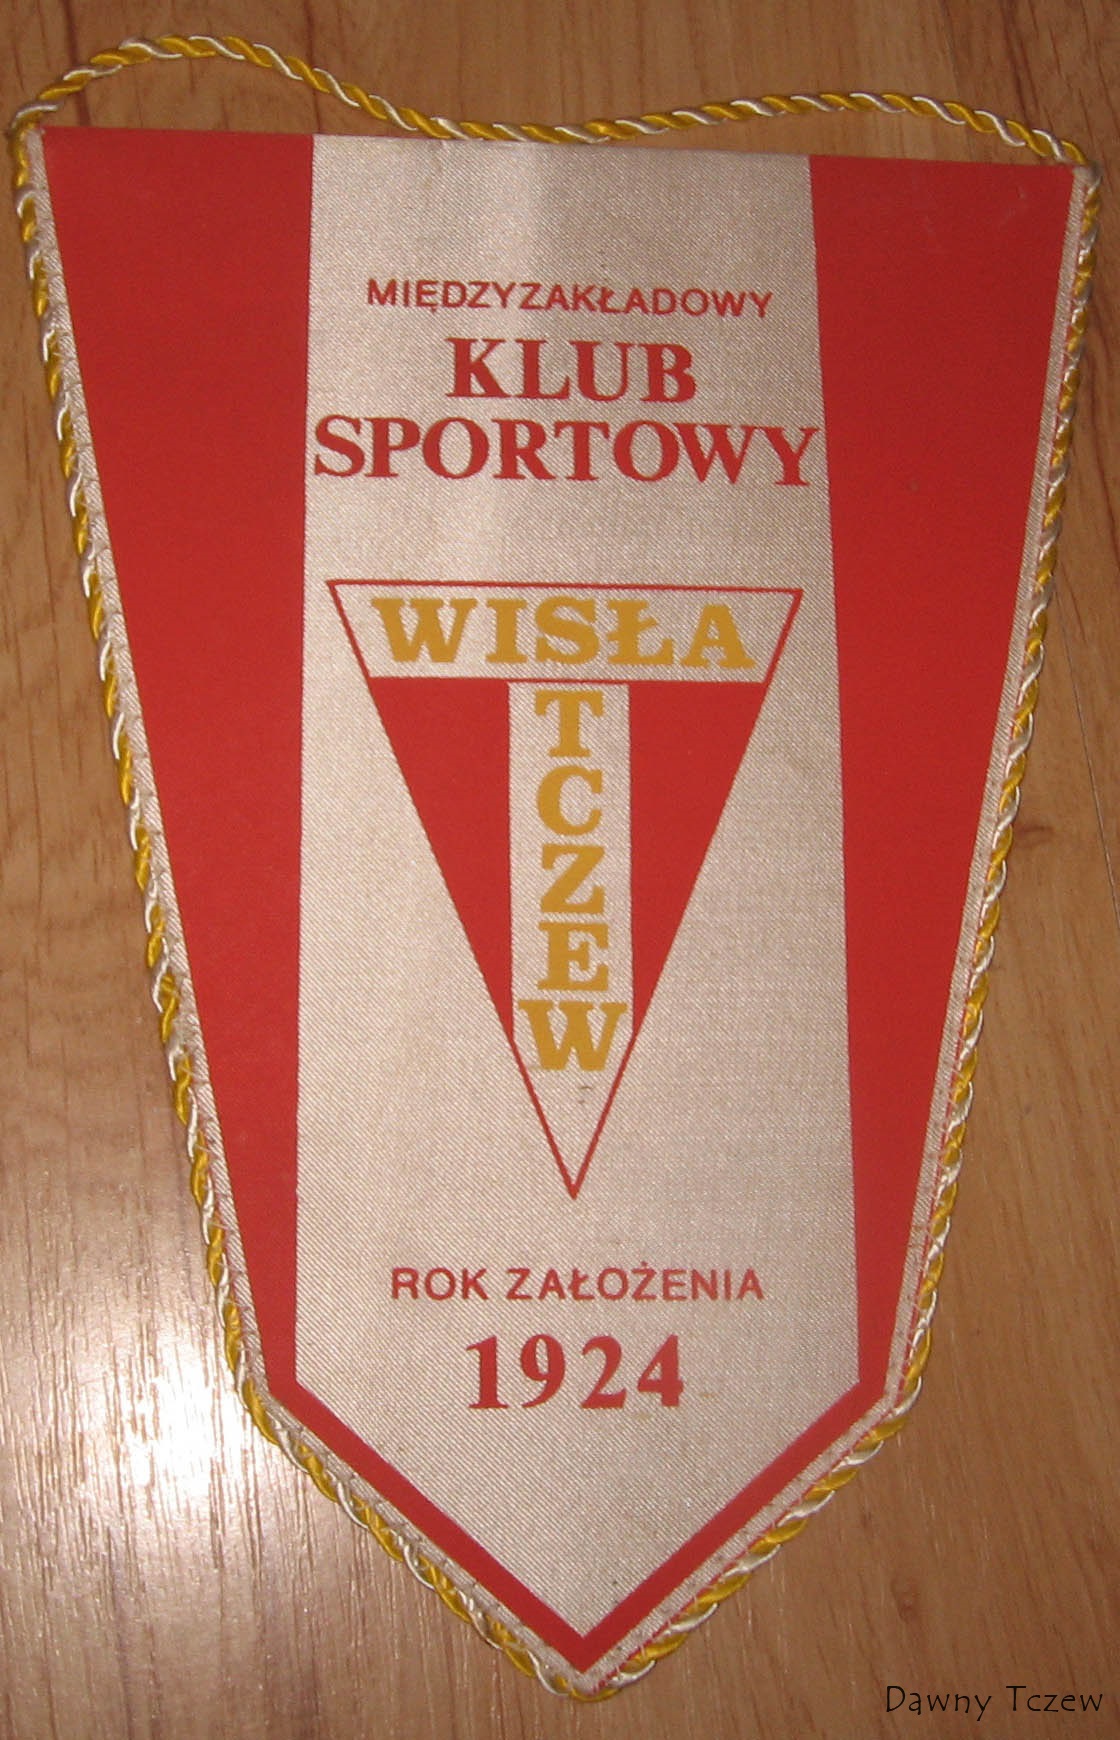 MIĘDZYZAKŁADOWY
KLUB
SPORTOWY
WISŁA
TCZEW
ROK ZAŁOŻENIA
1924
Dawny Tczew